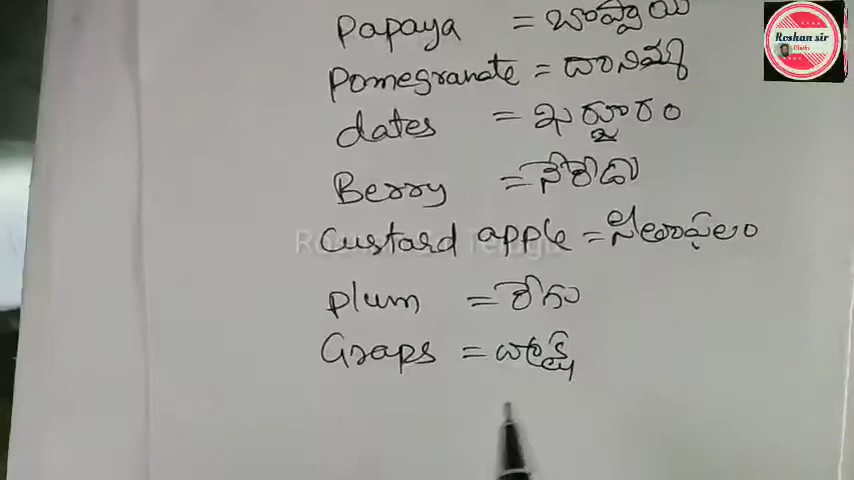 Roshan sir
Papaya = బొప్పాయి
Pomegranate = దానిమ్మ
dates = ఖర్జూరం
Berry = నేరేడు
Custard apple = సీతాఫలం
plum = రేగు
Graps = ద్రాక్ష